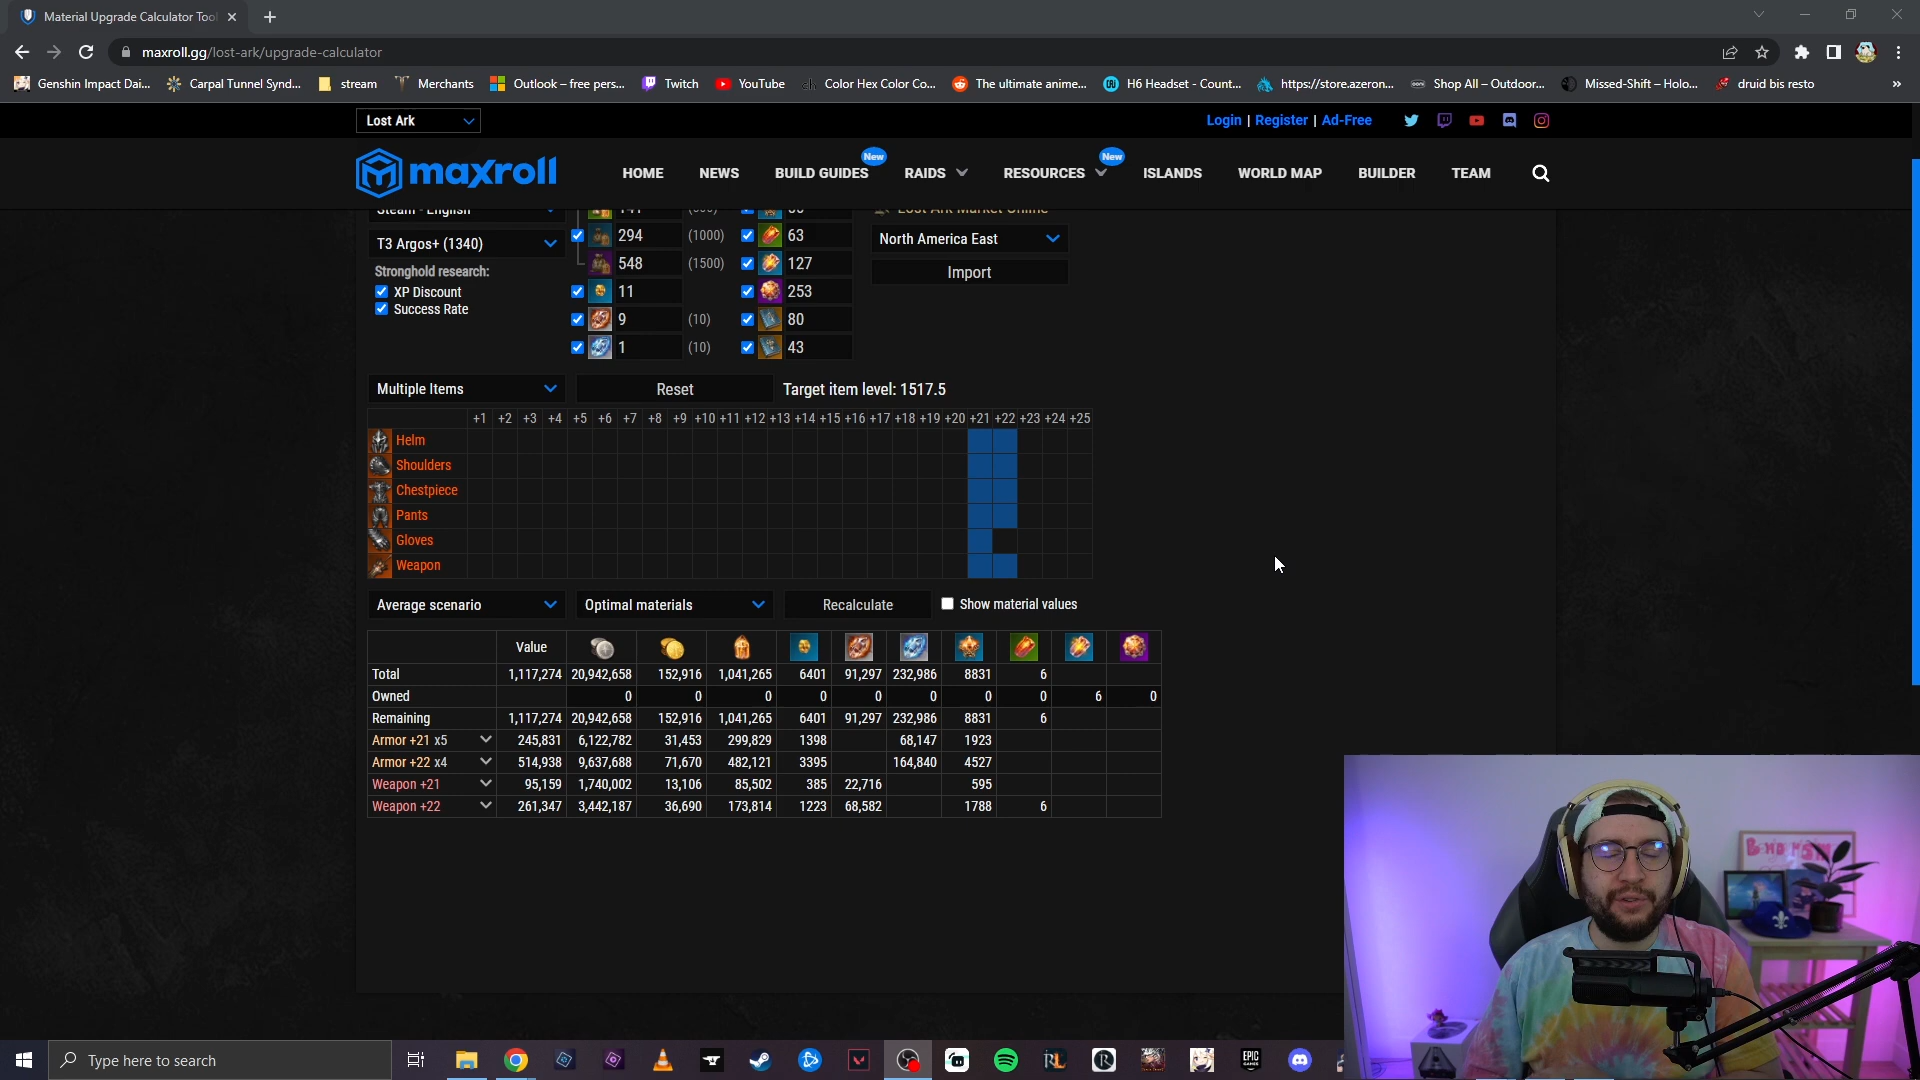 Material Upgrade Calculator Tool
maxroll.gg/lost-ark/upgrade-calculator
Genshin Impact Dai... Carpal Tunnel Synd... stream Merchants Outlook – free pers... Twitch YouTube Color Hex Color Co... The ultimate anime... H6 Headset - Count... https://store.azeron... Shop All – Outdoor... Missed-Shift – Holo... druid bis resto »
Lost Ark Login | Register | Ad-Free
maxroll HOME NEWS BUILD GUIDES New RAIDS RESOURCES New ISLANDS WORLD MAP BUILDER TEAM
Steam - English 141 Lost Ark Market Online
T3 Argos+ (1340) 294 (1000) 63 North America East
Stronghold research: 548 (1500) 127 Import
XP Discount 11 253
Success Rate 9 (10) 80
1 (10) 43
Multiple Items Reset Target item level: 1517.5
+1 +2 +3 +4 +5 +6 +7 +8 +9 +10 +11 +12 +13 +14 +15 +16 +17 +18 +19 +20 +21 +22 +23 +24 +25
Helm
Shoulders
Chestpiece
Pants
Gloves
Weapon
Average scenario Optimal materials Recalculate Show material values
Value
Total 1,117,274 20,942,658 152,916 1,041,265 6401 91,297 232,986 8831 6
Owned 0 0 0 0 0 0 0 0 6 0
Remaining 1,117,274 20,942,658 152,916 1,041,265 6401 91,297 232,986 8831 6
Armor +21 x5 245,831 6,122,782 31,453 299,829 1398 68,147 1923
Armor +22 x4 514,938 9,637,688 71,670 482,121 3395 164,840 4527
Weapon +21 95,159 1,740,002 13,106 85,502 385 22,716 595
Weapon +22 261,347 3,442,187 36,690 173,814 1223 68,582 1788 6
Type here to search
RL
EPIC GAMES